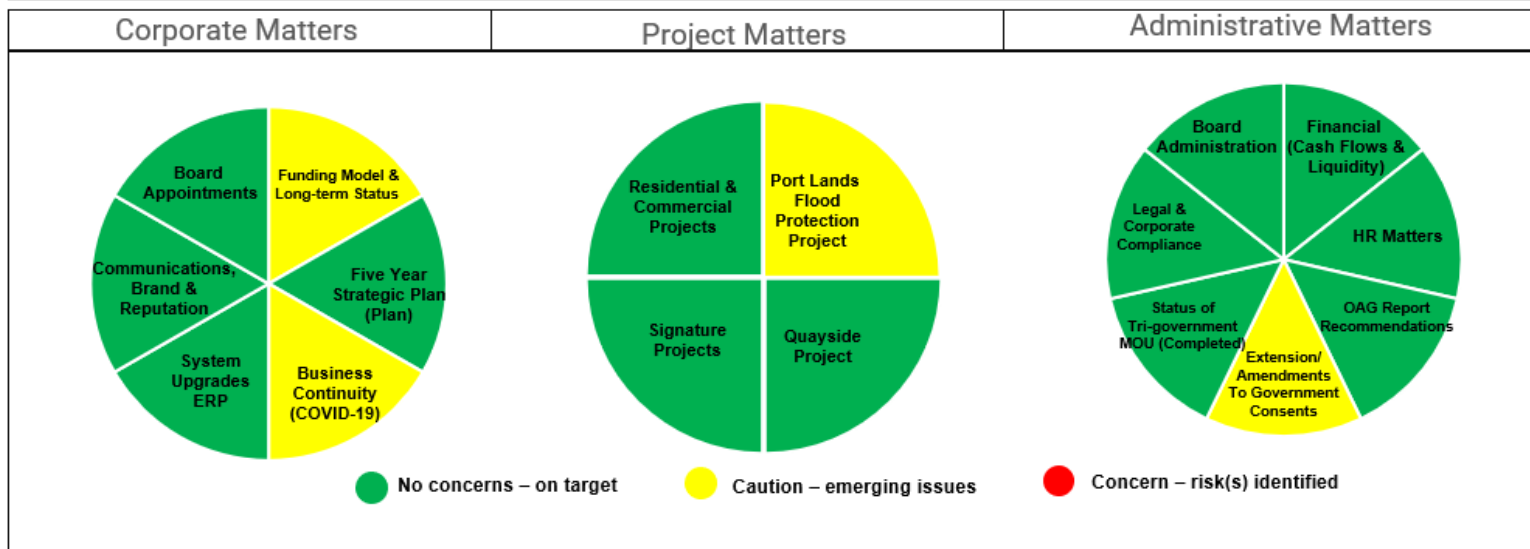 Corporate Matters
Project Matters
Administrative Matters
Board
Appointments
Funding Model &
Long-term Status
Communications,
Brand &
Reputation
Five Year
Strategic Plan
(Plan)
System
Upgrades
ERP
Business
Continuity
(COVID-19)
Residential &
Commercial
Projects
Port Lands
Flood
Protection
Project
Signature
Projects
Quayside
Project
Board
Administration
Financial
(Cash Flows &
Liquidity)
Legal &
Corporate
Compliance
HR Matters
Status of
Tri-government
MOU (Completed)
OAG Report
Recommendations
Extension/
Amendments
To Government
Consents
No concerns – on target
Caution – emerging issues
Concern – risk(s) identified